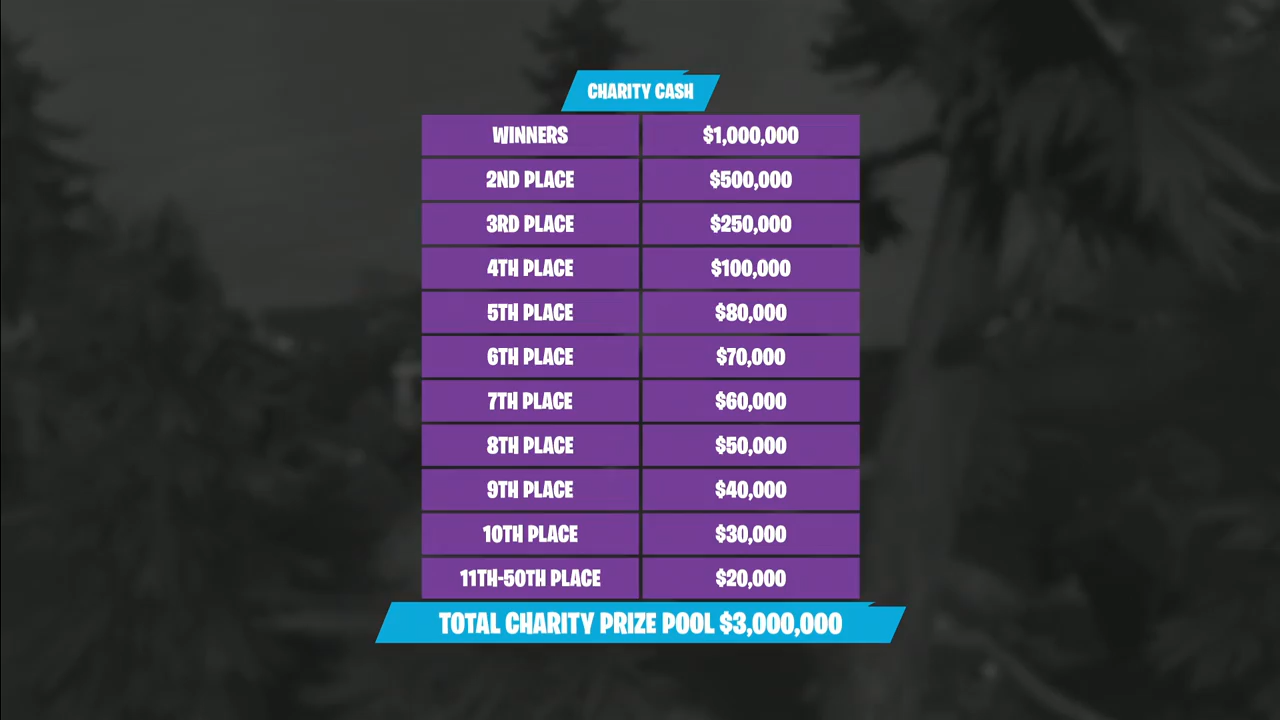 CHARITY CASH
WINNERS $1,000,000
2ND PLACE $500,000
3RD PLACE $250,000
4TH PLACE $100,000
5TH PLACE $80,000
6TH PLACE $70,000
7TH PLACE $60,000
8TH PLACE $50,000
9TH PLACE $40,000
10TH PLACE $30,000
11TH-50TH PLACE $20,000
TOTAL CHARITY PRIZE POOL $3,000,000